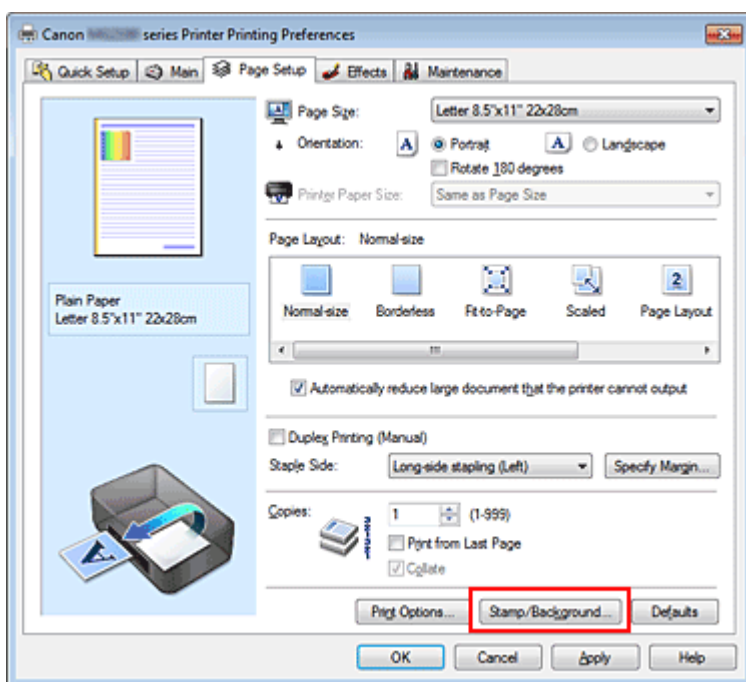 Canon series Printer Printing Preferences
Quick Setup Main Page Setup Effects Maintenance
Page Size: Letter 8.5"x11" 22x28cm
Orientation: A Portrait A Landscape
Rotate 180 degrees
Printer Paper Size: Same as Page Size
Page Layout: Normal-size
2
Normal-size Borderless Fit-to-Page Scaled Page Layout
Plain Paper
Letter 8.5"x11" 22x28cm
Automatically reduce large document that the printer cannot output
Duplex Printing (Manual)
Staple Side: Long-side stapling (Left) Specify Margin...
Copies: 1 (1-999)
Print from Last Page
Collate
A
Print Options... Stamp/Background... Defaults
OK Cancel Apply Help